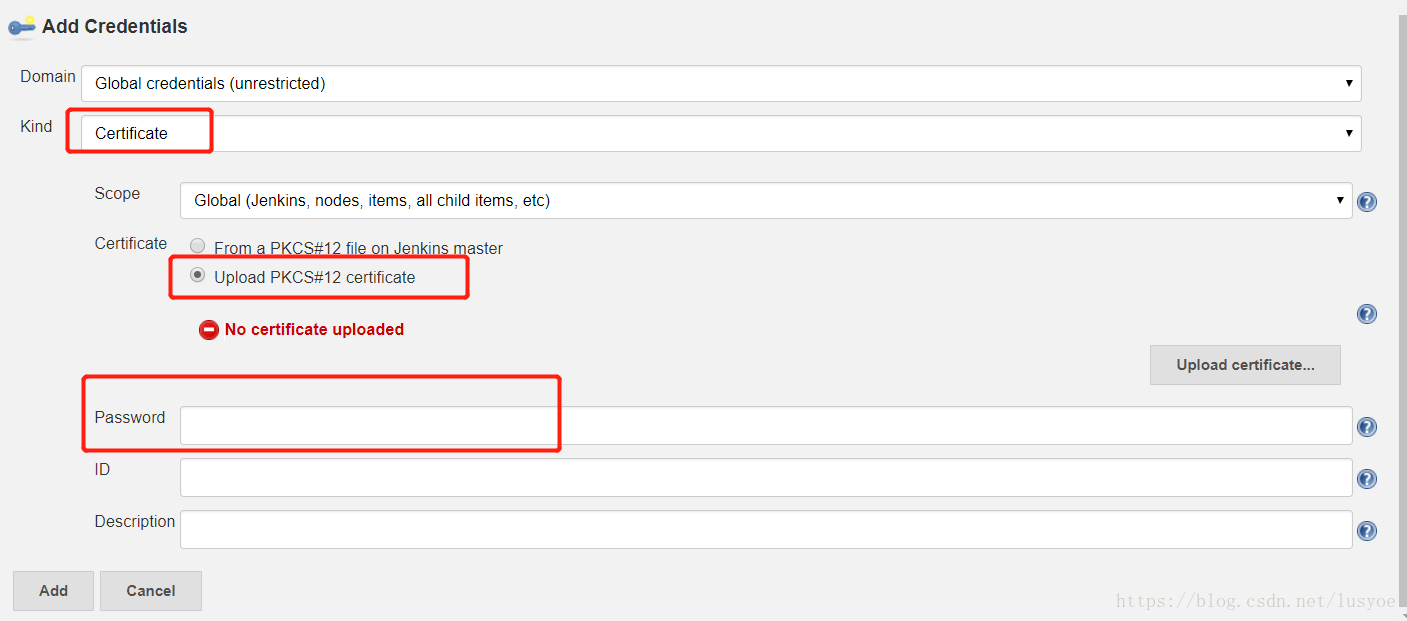 Add Credentials
Domain Global credentials (unrestricted)
Kind Certificate
Scope Global (Jenkins, nodes, items, all child items, etc)
Certificate From a PKCS#12 file on Jenkins master
Upload PKCS#12 certificate
No certificate uploaded
Upload certificate...
Password
ID
Description
Add Cancel
https://blog.csdn.net/lusyoe